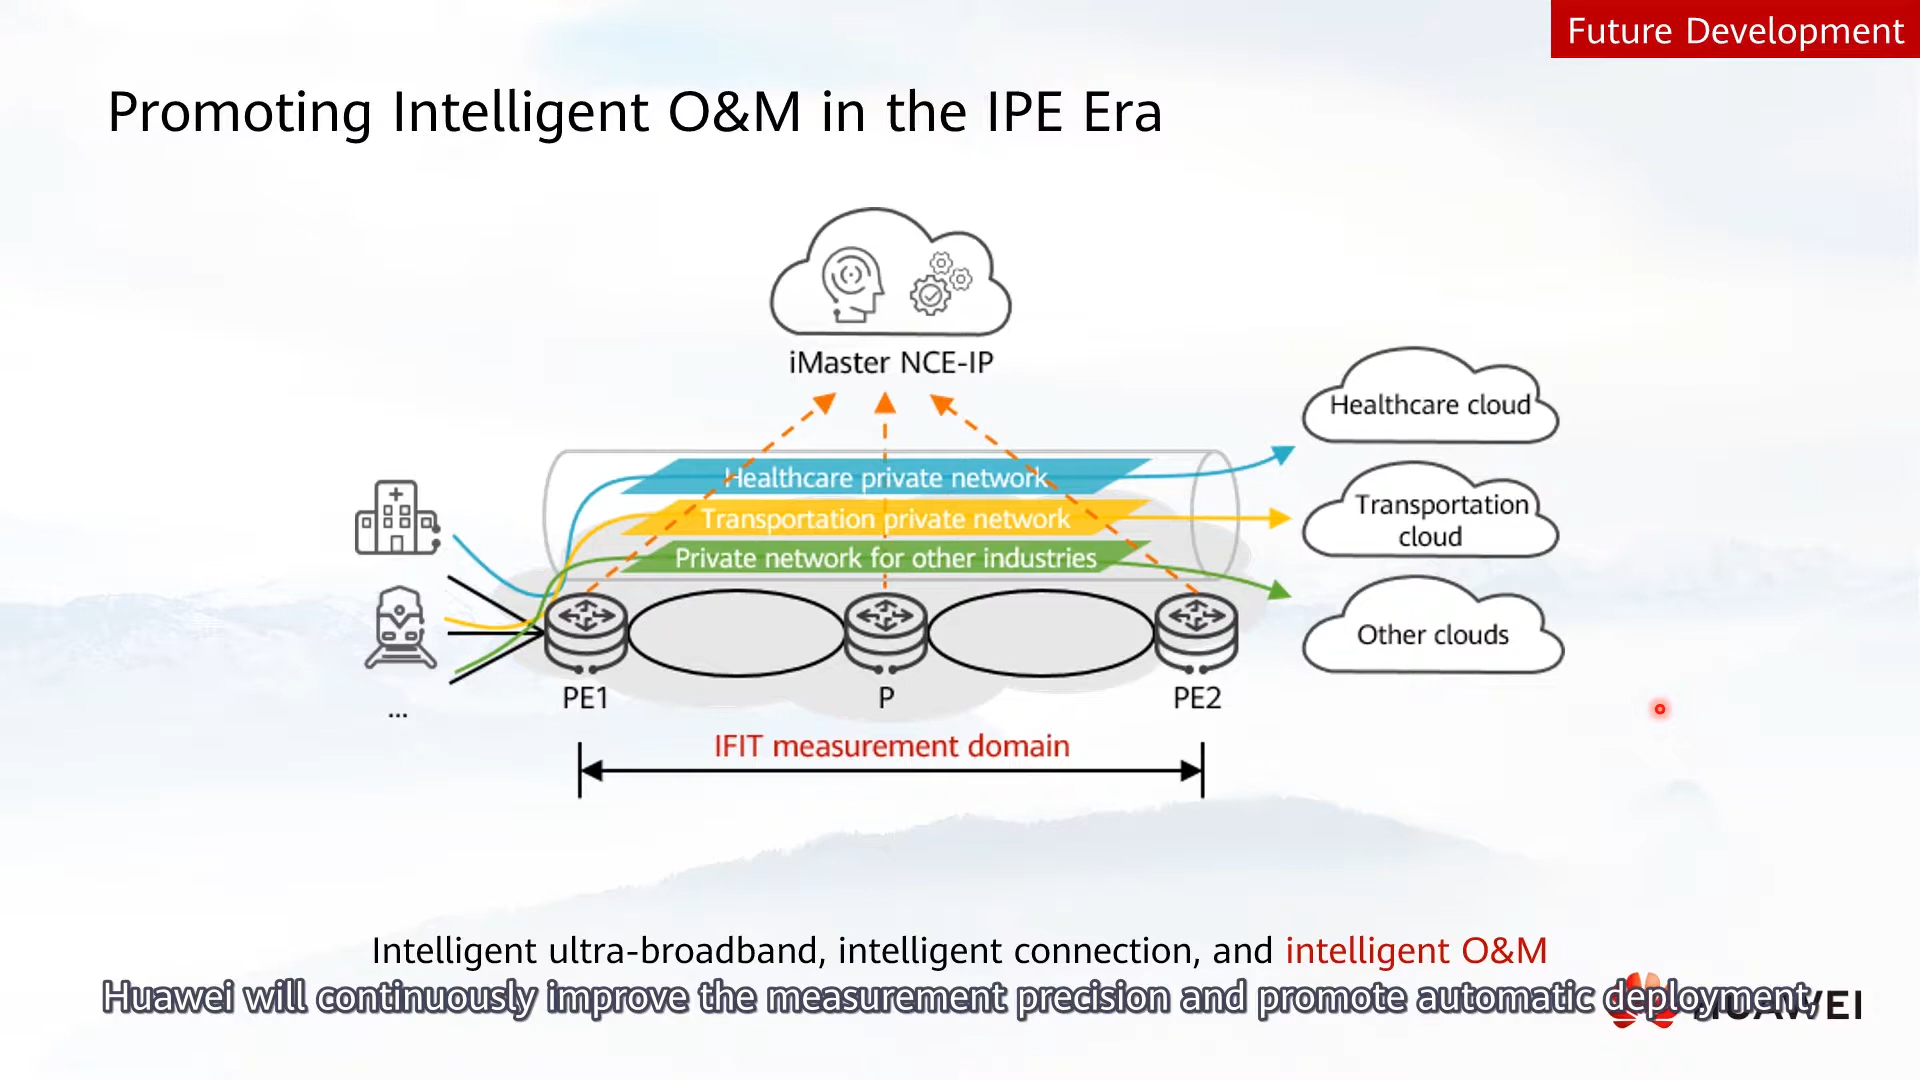 Future Development
Promoting Intelligent O&M in the IPE Era
iMaster NCE-IP
Healthcare cloud
Healthcare private network
Transportation private network
Transportation
cloud
Private network for other industries
Other clouds
PE1
P
PE2
...
IFIT measurement domain
Intelligent ultra-broadband, intelligent connection, and intelligent O&M
Huawei will continuously improve the measurement precision and promote automatic deployment,
HUAWEI